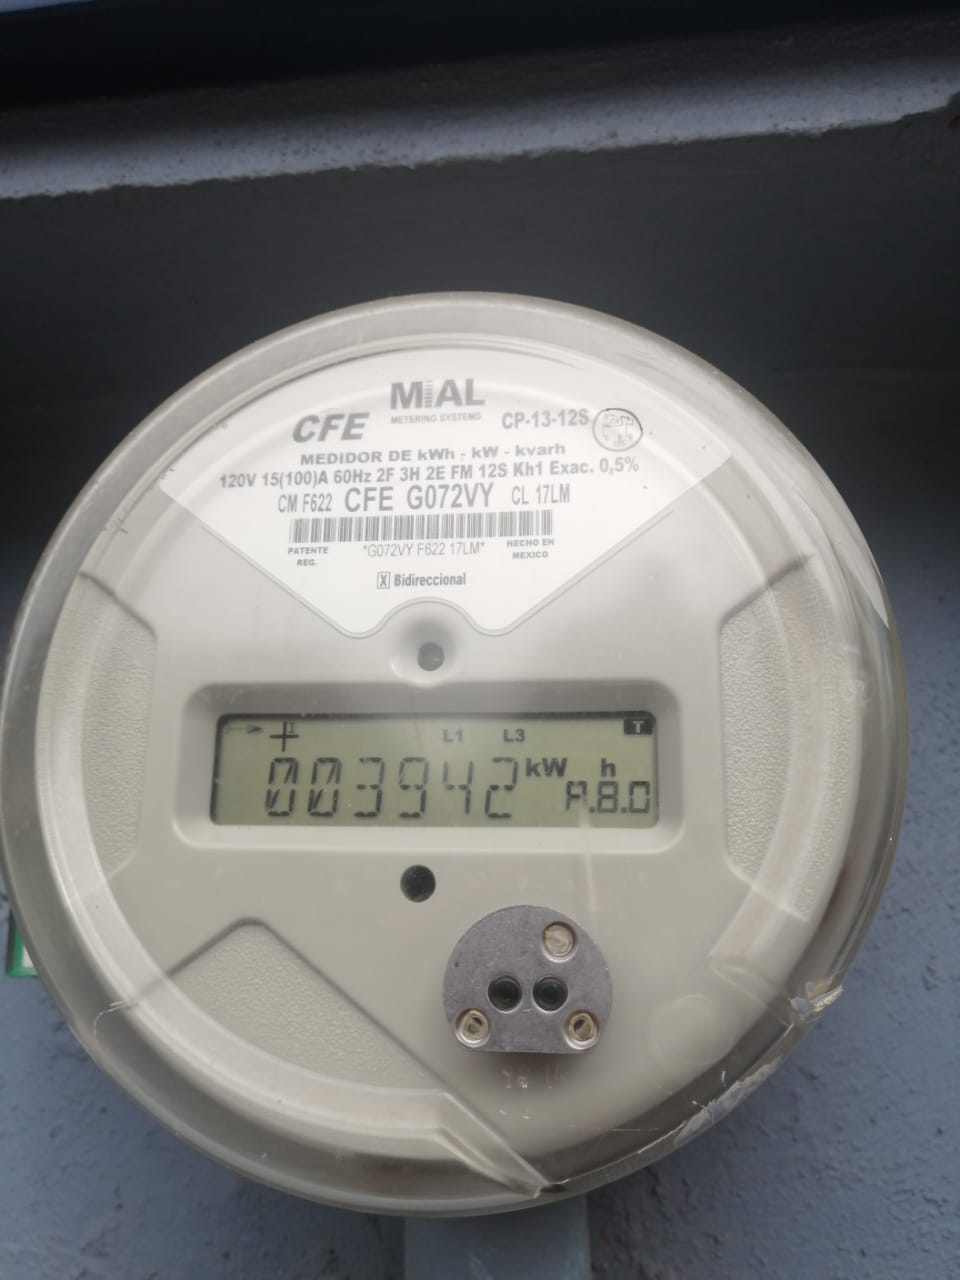 MIAL
METERING SYSTEMS
CFE
CP-13-12S
MEDIDOR DE kWh - kW - kvarh
120V 15(100)A 60Hz 2F 3H 2E FM 12S Kh1 Exac. 0,5%
CM F622 CFE G072VY CL 17LM
PATENTE REG.
*G072VY F622 17LM*
HECHO EN MEXICO
X Bidireccional
L1 L3 T
003942 kW h
A.8.0